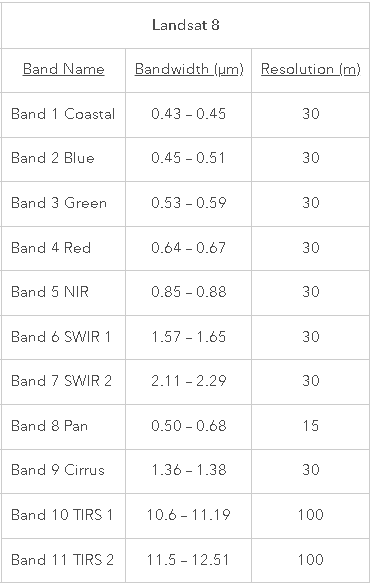 Landsat 8
Band Name Bandwidth (µm) Resolution (m)
Band 1 Coastal 0.43 – 0.45 30
Band 2 Blue 0.45 – 0.51 30
Band 3 Green 0.53 – 0.59 30
Band 4 Red 0.64 – 0.67 30
Band 5 NIR 0.85 – 0.88 30
Band 6 SWIR 1 1.57 – 1.65 30
Band 7 SWIR 2 2.11 – 2.29 30
Band 8 Pan 0.50 – 0.68 15
Band 9 Cirrus 1.36 – 1.38 30
Band 10 TIRS 1 10.6 – 11.19 100
Band 11 TIRS 2 11.5 – 12.51 100